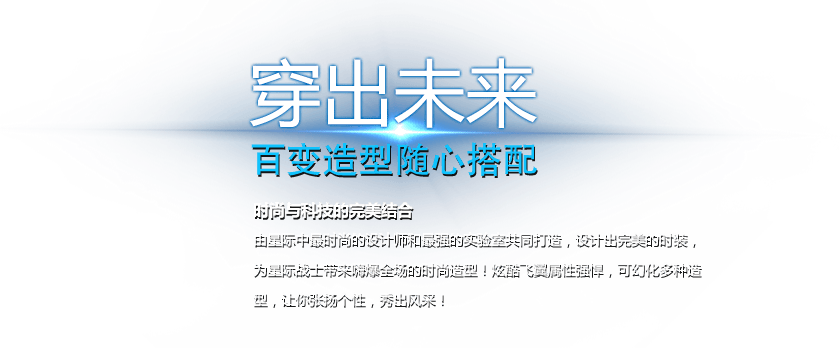 穿出未来
百变造型随心搭配
时尚与科技的完美结合
由星际中最时尚的设计师和最强的实验室共同打造，设计出完美的时装，
为星际战士带来嗨爆全场的时尚造型！炫酷飞翼属性强悍，可幻化多种造
型，让你张扬个性，秀出风采！